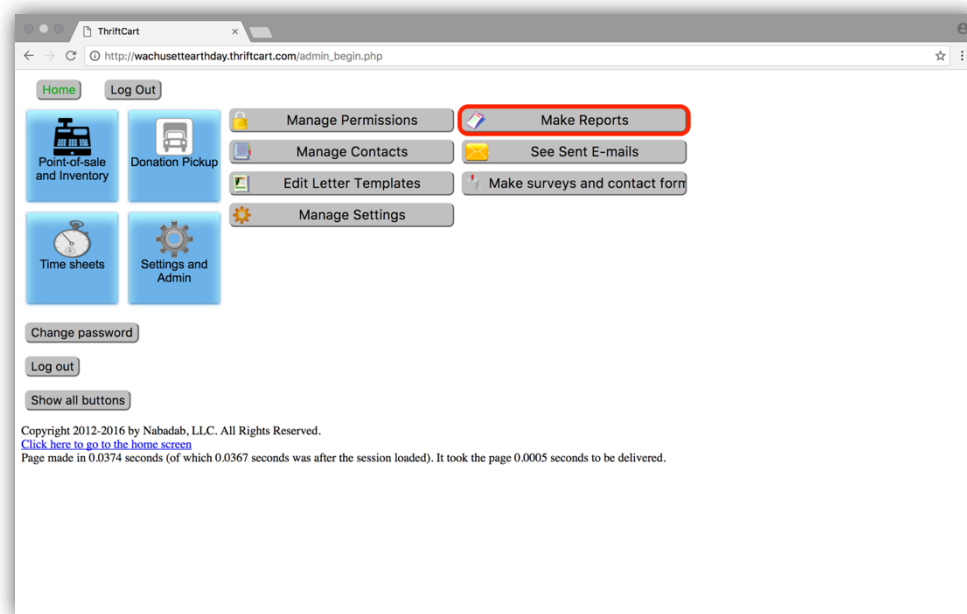 ThriftCart
http://wachusettearthday.thriftcart.com/admin_begin.php
Home
Log Out
Point-of-sale
and Inventory
Donation Pickup
Time sheets
Settings and
Admin
Manage Permissions
Manage Contacts
Edit Letter Templates
Manage Settings
Make Reports
See Sent E-mails
Make surveys and contact form
Change password
Log out
Show all buttons
Copyright 2012-2016 by Nabadab, LLC. All Rights Reserved.
Click here to go to the home screen
Page made in 0.0374 seconds (of which 0.0367 seconds was after the session loaded). It took the page 0.0005 seconds to be delivered.